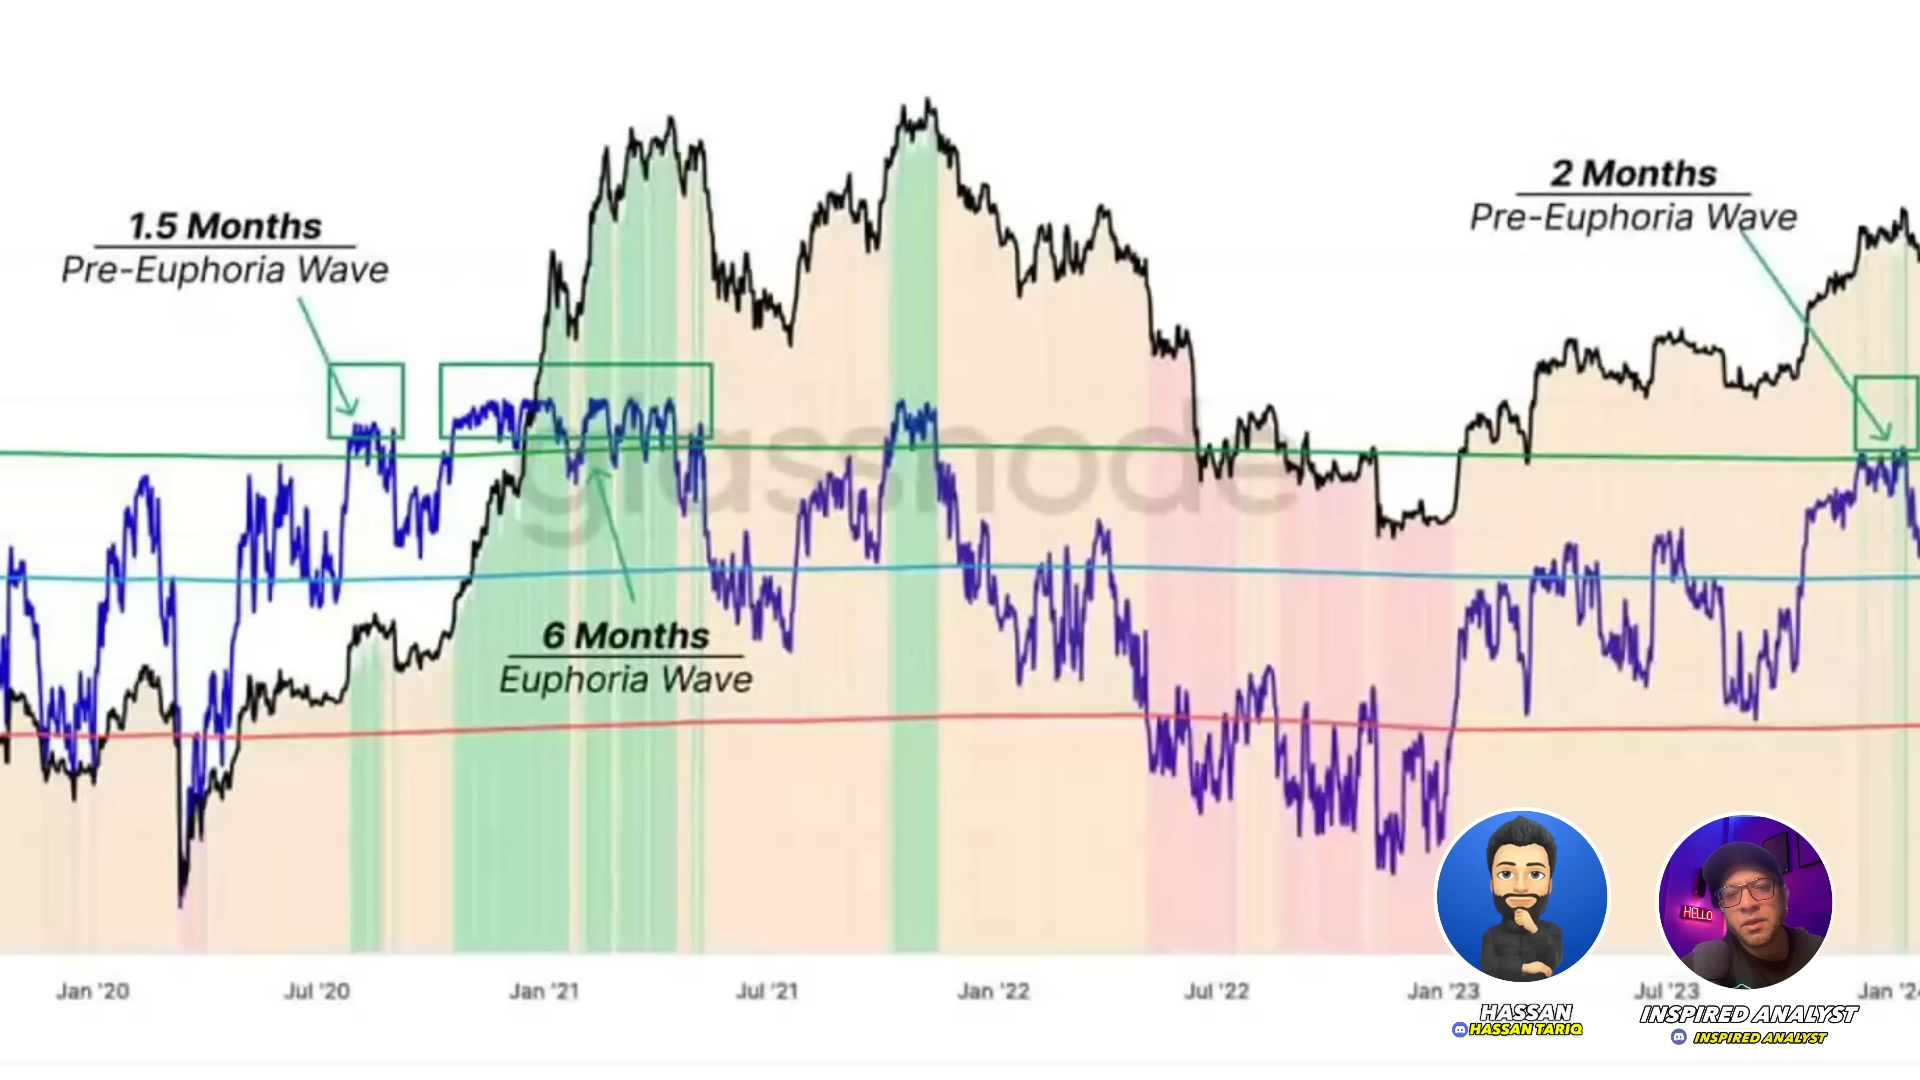 1.5 Months
Pre-Euphoria Wave
2 Months
Pre-Euphoria Wave
glassnode
6 Months
Euphoria Wave
Jan '20
Jul '20
Jan '21
Jul '21
Jan '22
Jul '22
Jan '23
Jul '23
Jan '24
HELLO
HASSAN
HASSAN TARIQ
INSPIRED ANALYST
INSPIRED ANALYST